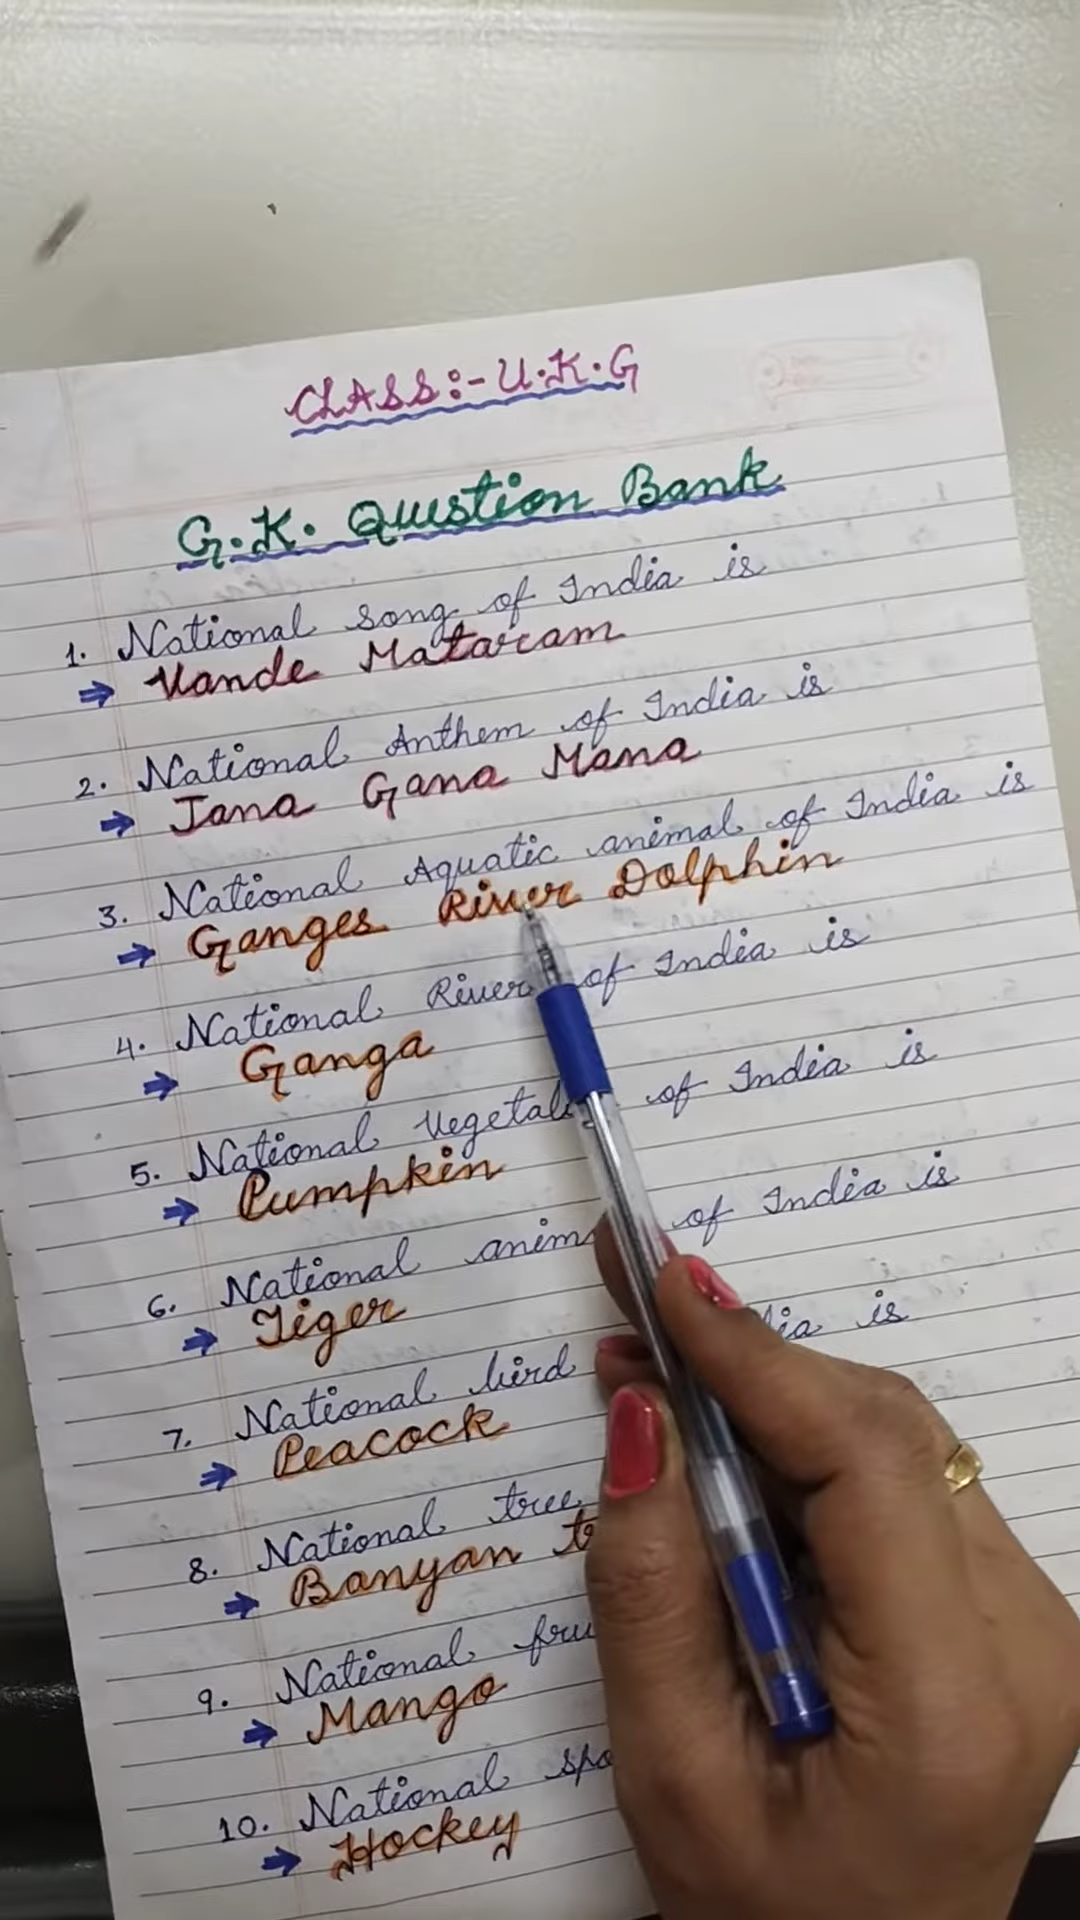 CLASS:- U.K.G
G.K. Question Bank
1. National song of India is
➡ Vande Mataram
2. National Anthem of India is
➡ Jana Gana Mana
3. National Aquatic animal of India is
➡ Ganges River Dolphin
4. National River of India is
➡ Ganga
5. National of India is
➡ Pumpkin
6. National of India is
➡ Tiger
7. National bird is
➡ Peacock
8. National tree
➡ Banyan
9. National
➡ Mango
10. National
➡ Hockey